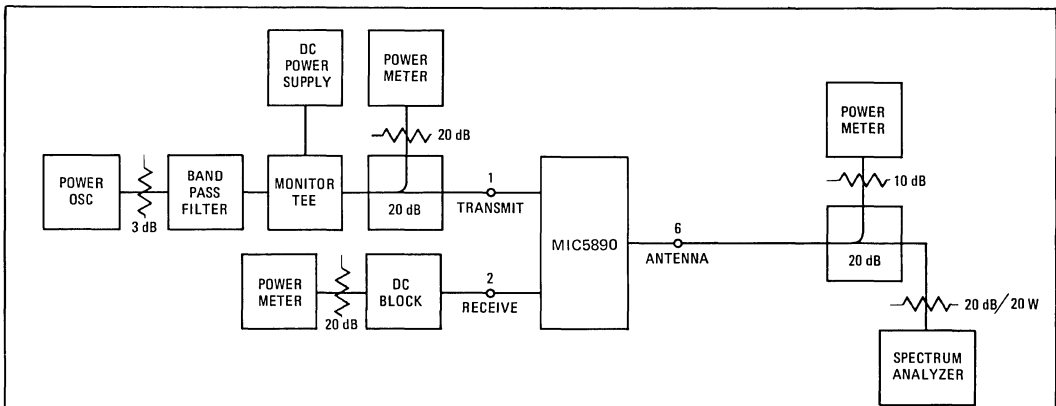 DC
POWER
SUPPLY
POWER
METER
20 dB
POWER
OSC
3 dB
BAND
PASS
FILTER
MONITOR
TEE
20 dB
1
TRANSMIT
MIC5890
POWER
METER
20 dB
DC
BLOCK
2
RECEIVE
6
ANTENNA
POWER
METER
10 dB
20 dB
20 dB/20 W
SPECTRUM
ANALYZER